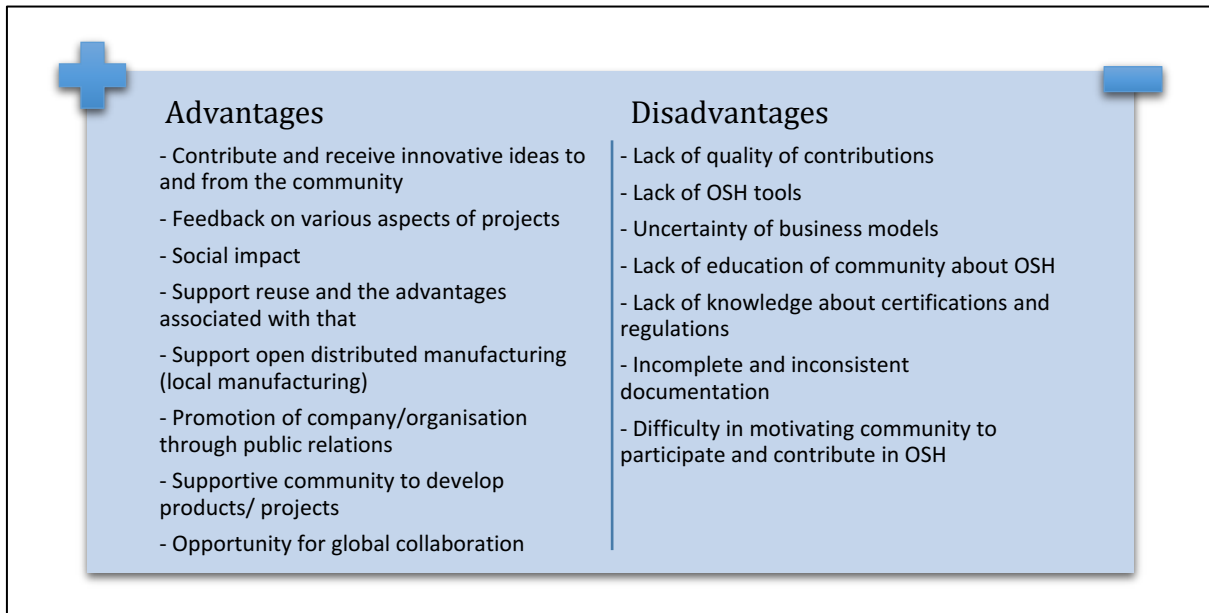 Advantages
- Contribute and receive innovative ideas to
and from the community
- Feedback on various aspects of projects
- Social impact
- Support reuse and the advantages
associated with that
- Support open distributed manufacturing
(local manufacturing)
- Promotion of company/organisation
through public relations
- Supportive community to develop
products/ projects
- Opportunity for global collaboration
Disadvantages
- Lack of quality of contributions
- Lack of OSH tools
- Uncertainty of business models
- Lack of education of community about OSH
- Lack of knowledge about certifications and
regulations
- Incomplete and inconsistent
documentation
- Difficulty in motivating community to
participate and contribute in OSH